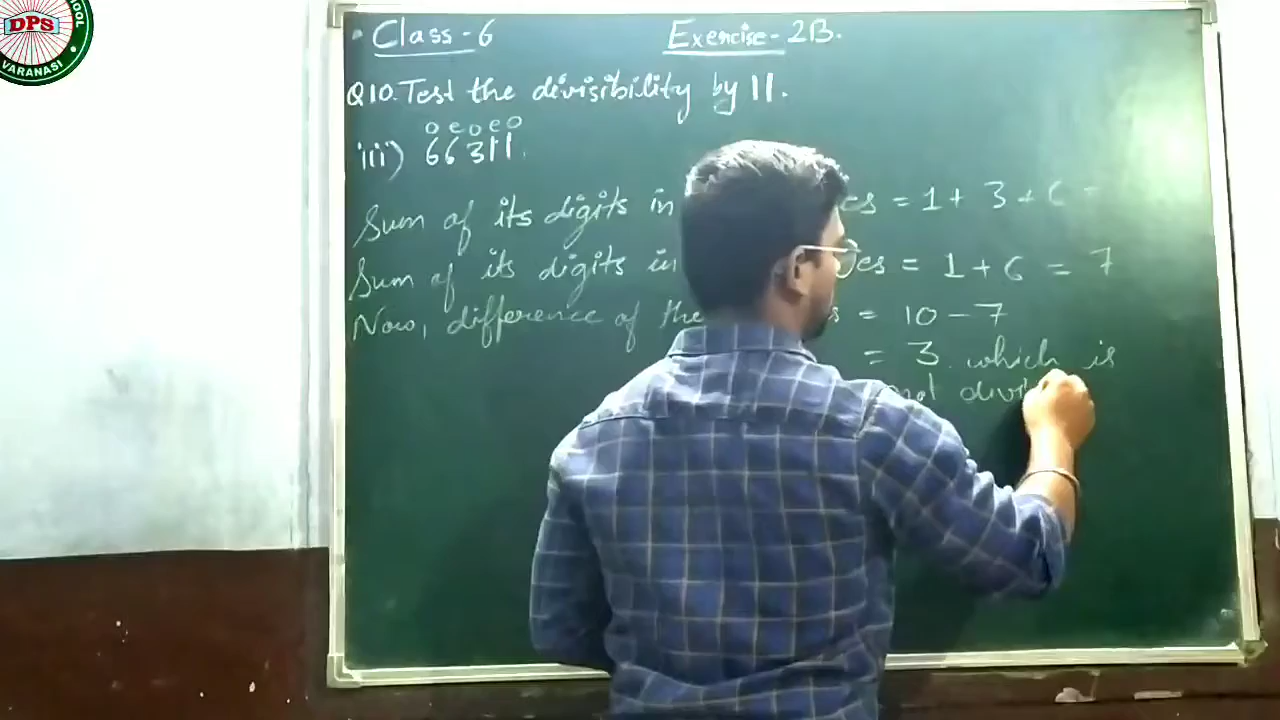 DPS
SCHOOL
VARANASI
Class - 6 Exercise - 2B.
Q10. Test the divisibility by 11.
o e o e o
iii) 66311.
Sum of its digits in = 1 + 3 + 6 =
Sum of its digits in = 1 + 6 = 7
Now, difference of the = 10 - 7
= 3. which is
not